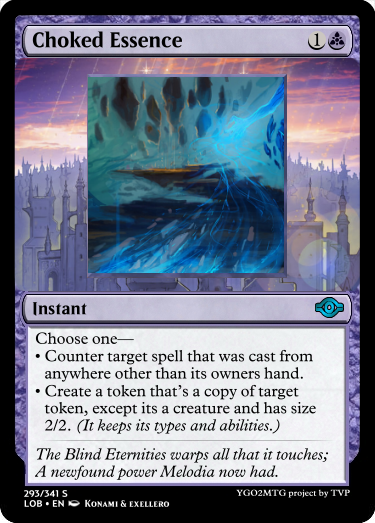 Choked Essence 1
Instant
Choose one—
• Counter target spell that was cast from
anywhere other than its owners hand.
• Create a token that's a copy of target
token, except its a creature and has size
2/2. (It keeps its types and abilities.)
The Blind Eternities warps all that it touches;
A newfound power Melodia now had.
293/341 S
LOB • EN KONAMI & EXELLERO
YGO2MTG project by TVP